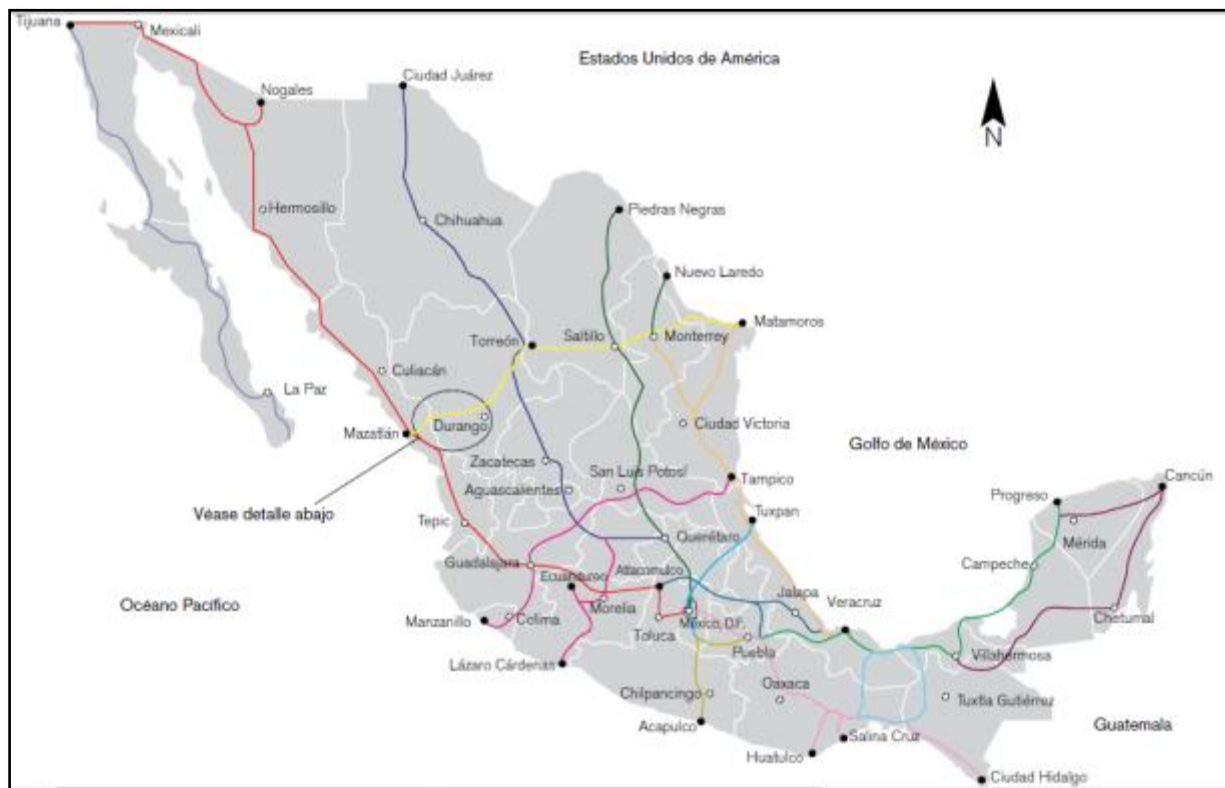 Tijuana
Mexicali
Estados Unidos de América
Ciudad Juárez
Nogales
N
Hermosillo
Chihuahua
Piedras Negras
Nuevo Laredo
Matamoros
Torreón
Saltillo
Monterrey
Culiacán
La Paz
Durango
Ciudad Victoria
Mazatlán
Golfo de México
Zacatecas
San Luis Potosí
Tampico
Cancún
Aguascalientes
Progreso
Véase detalle abajo
Tuxpan
Tepic
Querétaro
Mérida
Guadalajara
Campeche
Ecuandureo
Atlacomulco
Océano Pacífico
Jalapa
Veracruz
Chetumal
Manzanillo
Colima
Morelia
México, D.F.
Toluca
Puebla
Villahermosa
Lázaro Cárdenas
Oaxaca
Chilpancingo
Tuxtla Gutiérrez
Acapulco
Guatemala
Salina Cruz
Huatulco
Ciudad Hidalgo